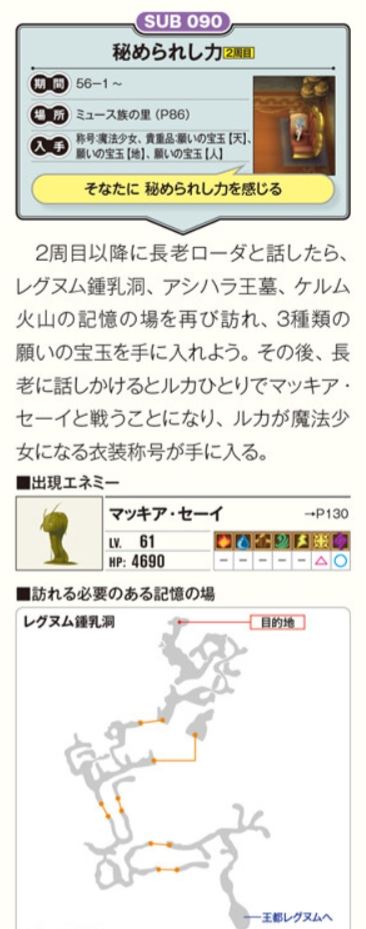 SUB 090
秘められし力 2周目
期間 56−1〜
場所 ミュース族の里(P86)
入手 称号:魔法少女、貴重品:願いの宝玉【天】、
願いの宝玉【地】、願いの宝玉【人】
そなたに 秘められし力を感じる
2周目以降に長老ローダと話したら、
レグヌム鍾乳洞、アシハラ王墓、ケルム
火山の記憶の場を再び訪れ、3種類の
願いの宝玉を手に入れよう。その後、長
老に話しかけるとルカひとりでマッキア・
セーイと戦うことになり、ルカが魔法少
女になる衣装称号が手に入る。
■出現エネミー
マッキア・セーイ →P130
LV. 61
HP: 4690
− − − − − △ ○
■訪れる必要のある記憶の場
レグヌム鍾乳洞
目的地
王都レグヌムへ